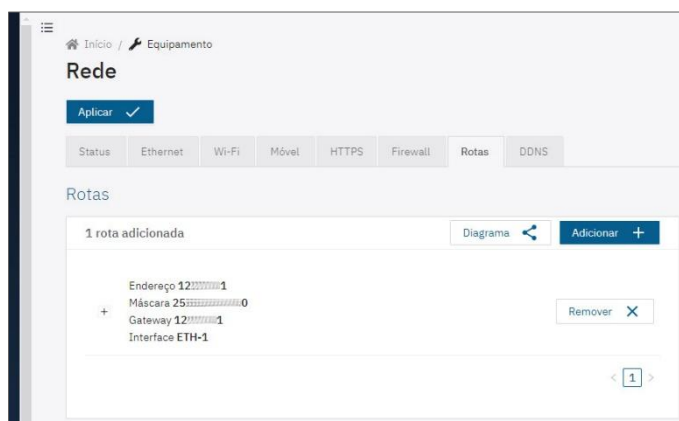 Início / Equipamento
Rede
Aplicar
Status Ethernet Wi-Fi Móvel HTTPS Firewall Rotas DDNS
Rotas
1 rota adicionada Diagrama Adicionar +
Endereço
Máscara
+
Gateway
Interface ETH-1
Remover
< 1 >